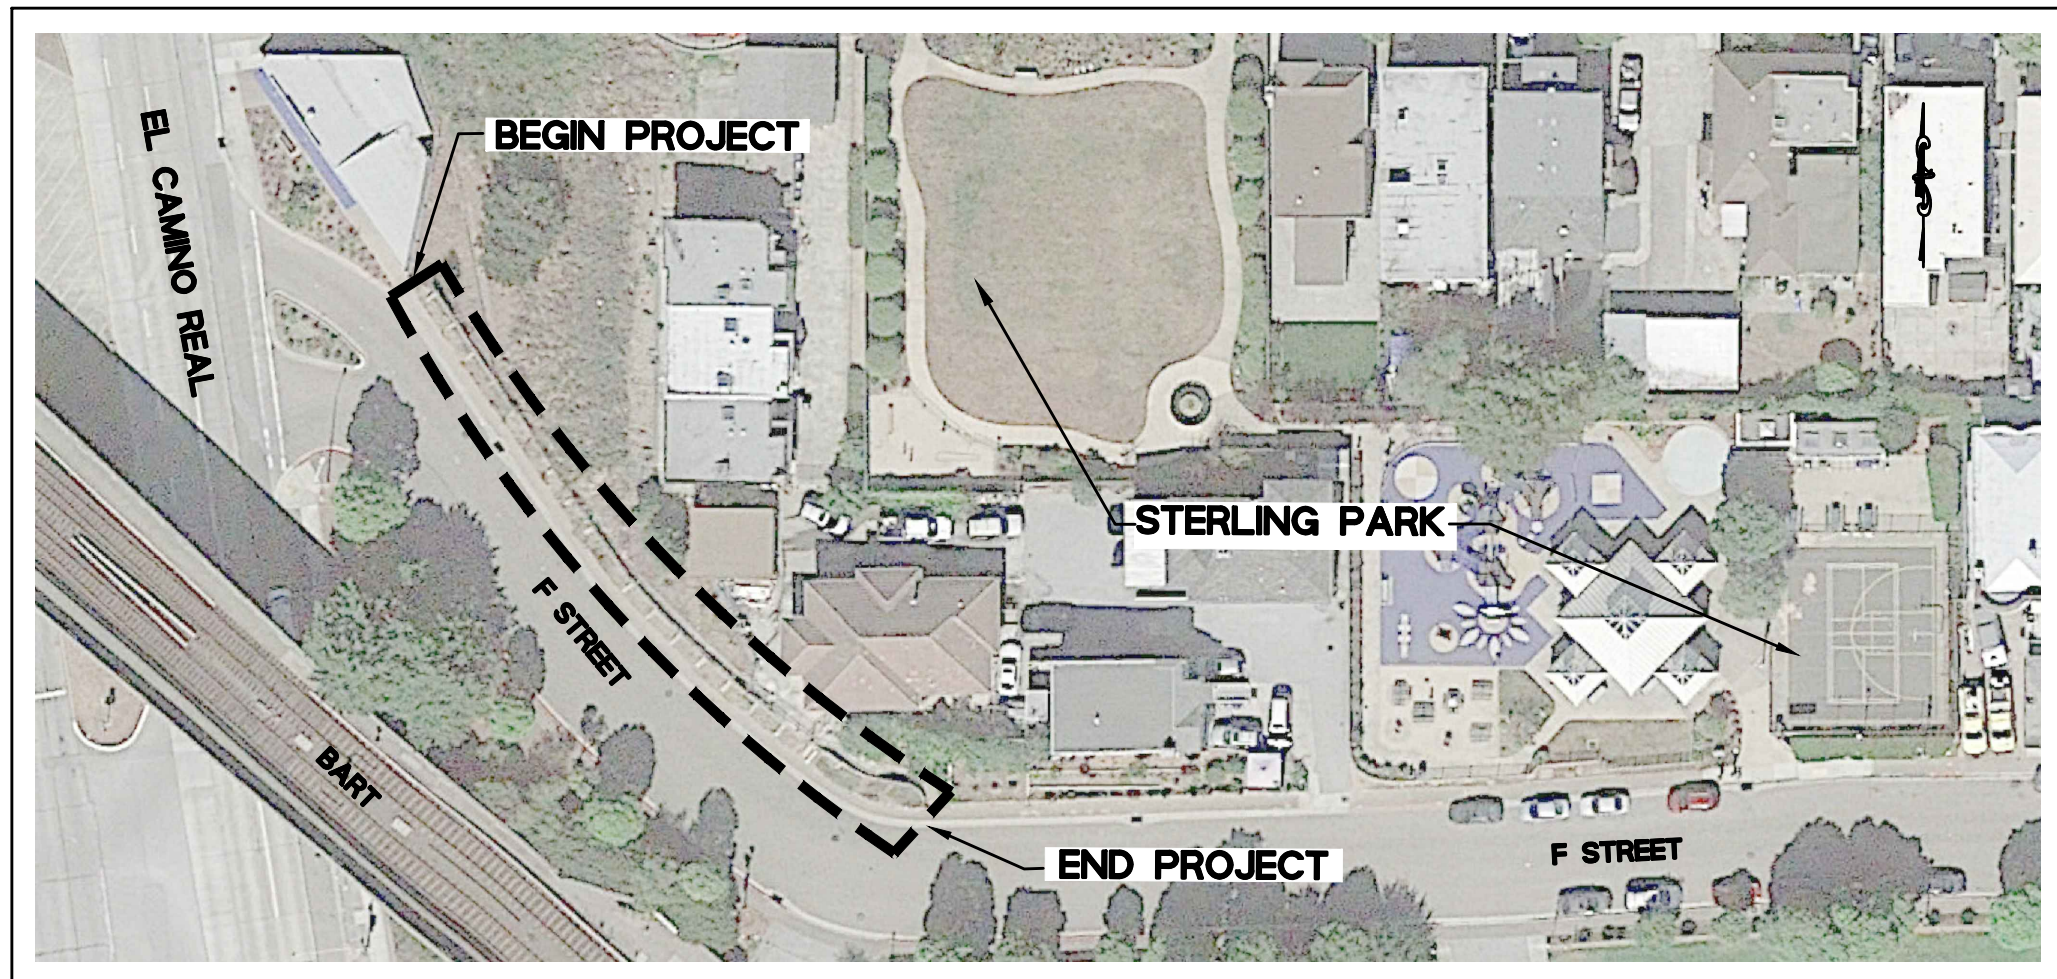 EL CAMINO REAL
BEGIN PROJECT
STERLING PARK
F STREET
BART
END PROJECT
F STREET